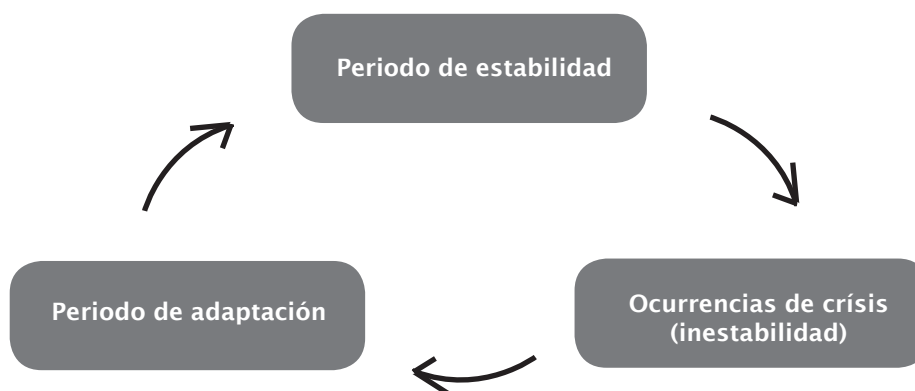 Periodo de estabilidad
Periodo de adaptación
Ocurrencias de crísis
(inestabilidad)